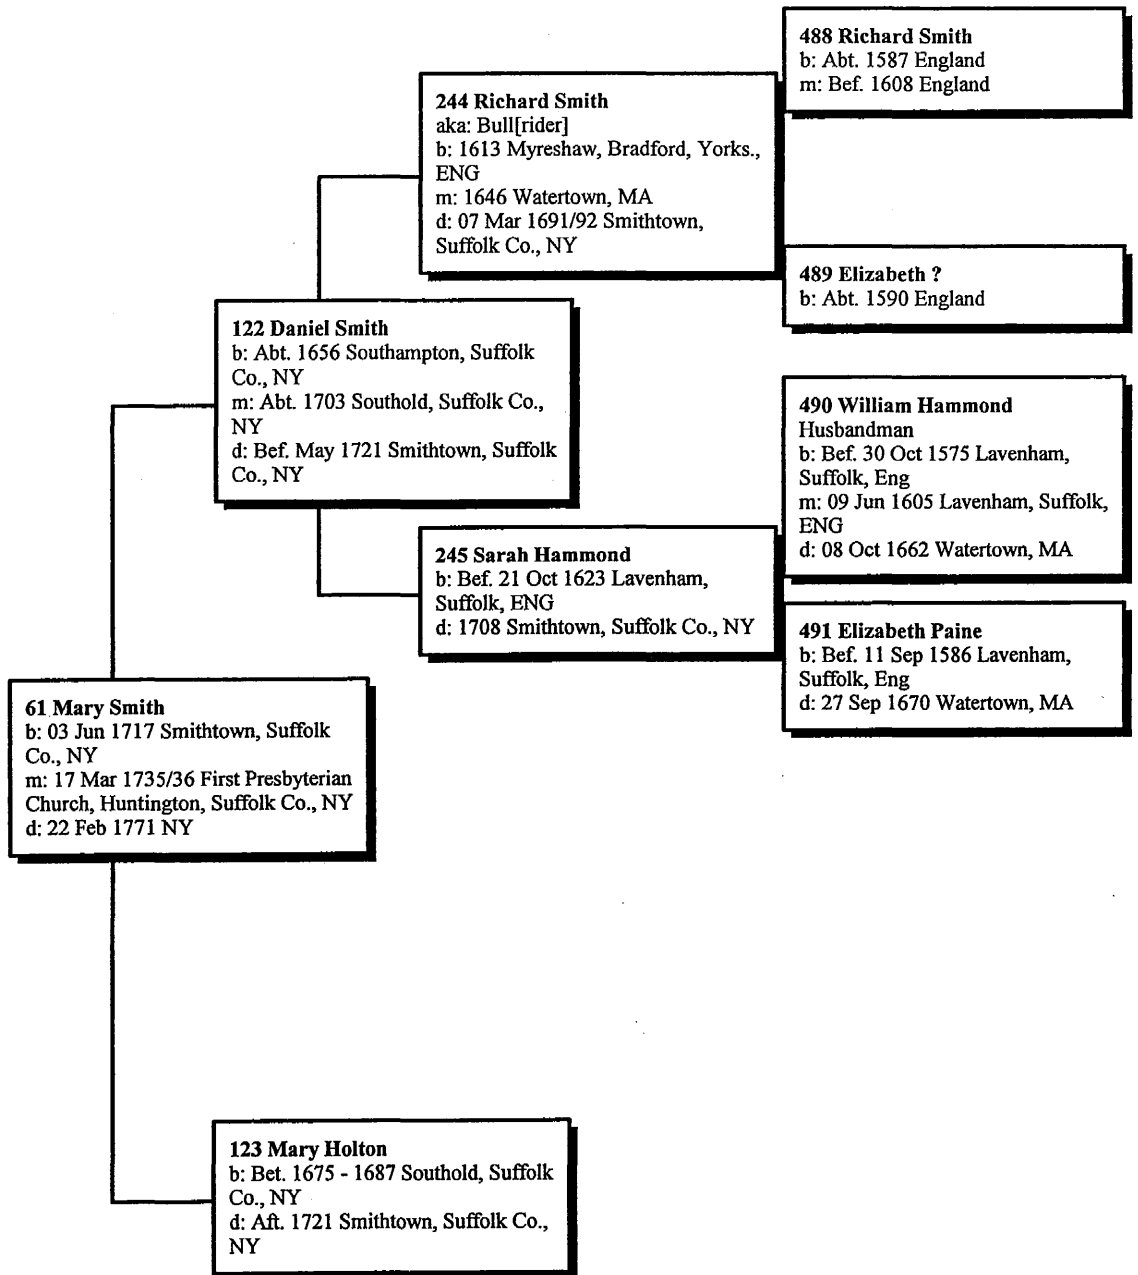 488 Richard Smith
b: Abt. 1587 England
m: Bef. 1608 England
244 Richard Smith
aka: Bull[rider]
b: 1613 Myreshaw, Bradford, Yorks.,
ENG
m: 1646 Watertown, MA
d: 07 Mar 1691/92 Smithtown,
Suffolk Co., NY
489 Elizabeth ?
b: Abt. 1590 England
122 Daniel Smith
b: Abt. 1656 Southampton, Suffolk
Co., NY
m: Abt. 1703 Southold, Suffolk Co.,
NY
d: Bef. May 1721 Smithtown, Suffolk
Co., NY
490 William Hammond
Husbandman
b: Bef. 30 Oct 1575 Lavenham,
Suffolk, Eng
m: 09 Jun 1605 Lavenham, Suffolk,
ENG
d: 08 Oct 1662 Watertown, MA
245 Sarah Hammond
b: Bef. 21 Oct 1623 Lavenham,
Suffolk, ENG
d: 1708 Smithtown, Suffolk Co., NY
491 Elizabeth Paine
b: Bef. 11 Sep 1586 Lavenham,
Suffolk, Eng
d: 27 Sep 1670 Watertown, MA
61 Mary Smith
b: 03 Jun 1717 Smithtown, Suffolk
Co., NY
m: 17 Mar 1735/36 First Presbyterian
Church, Huntington, Suffolk Co., NY
d: 22 Feb 1771 NY
123 Mary Holton
b: Bet. 1675 - 1687 Southold, Suffolk
Co., NY
d: Aft. 1721 Smithtown, Suffolk Co.,
NY